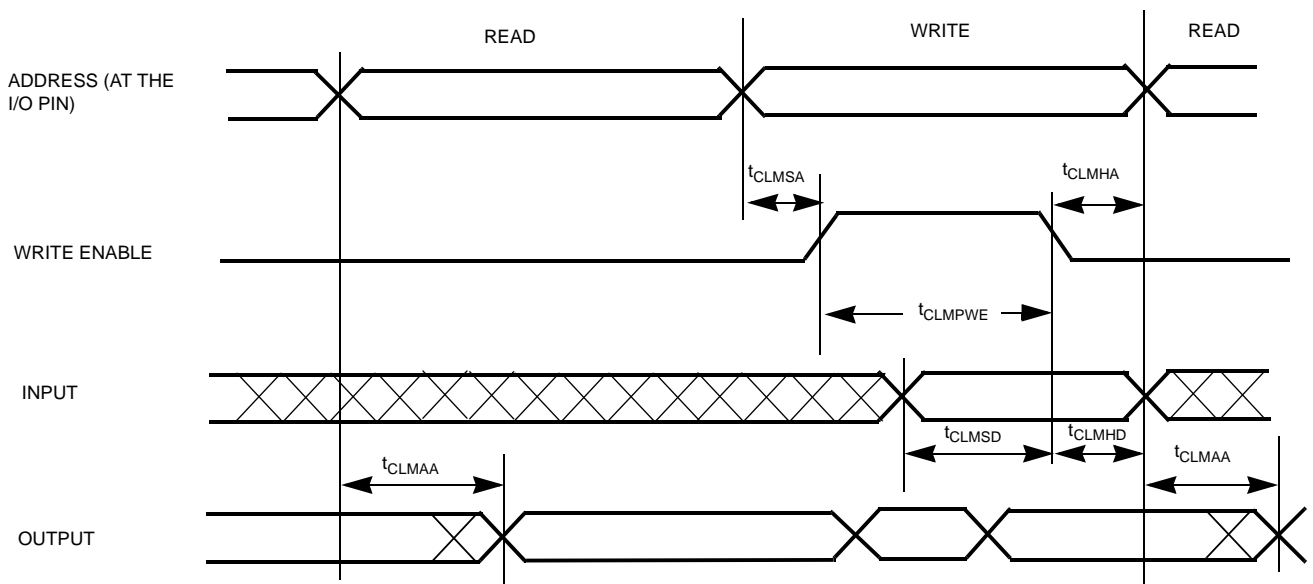 READ
WRITE
READ
ADDRESS (AT THE
I/O PIN)
tCLMSA
tCLMHA
WRITE ENABLE
tCLMPWE
INPUT
tCLMSD
tCLMHD
tCLMAA
tCLMAA
OUTPUT